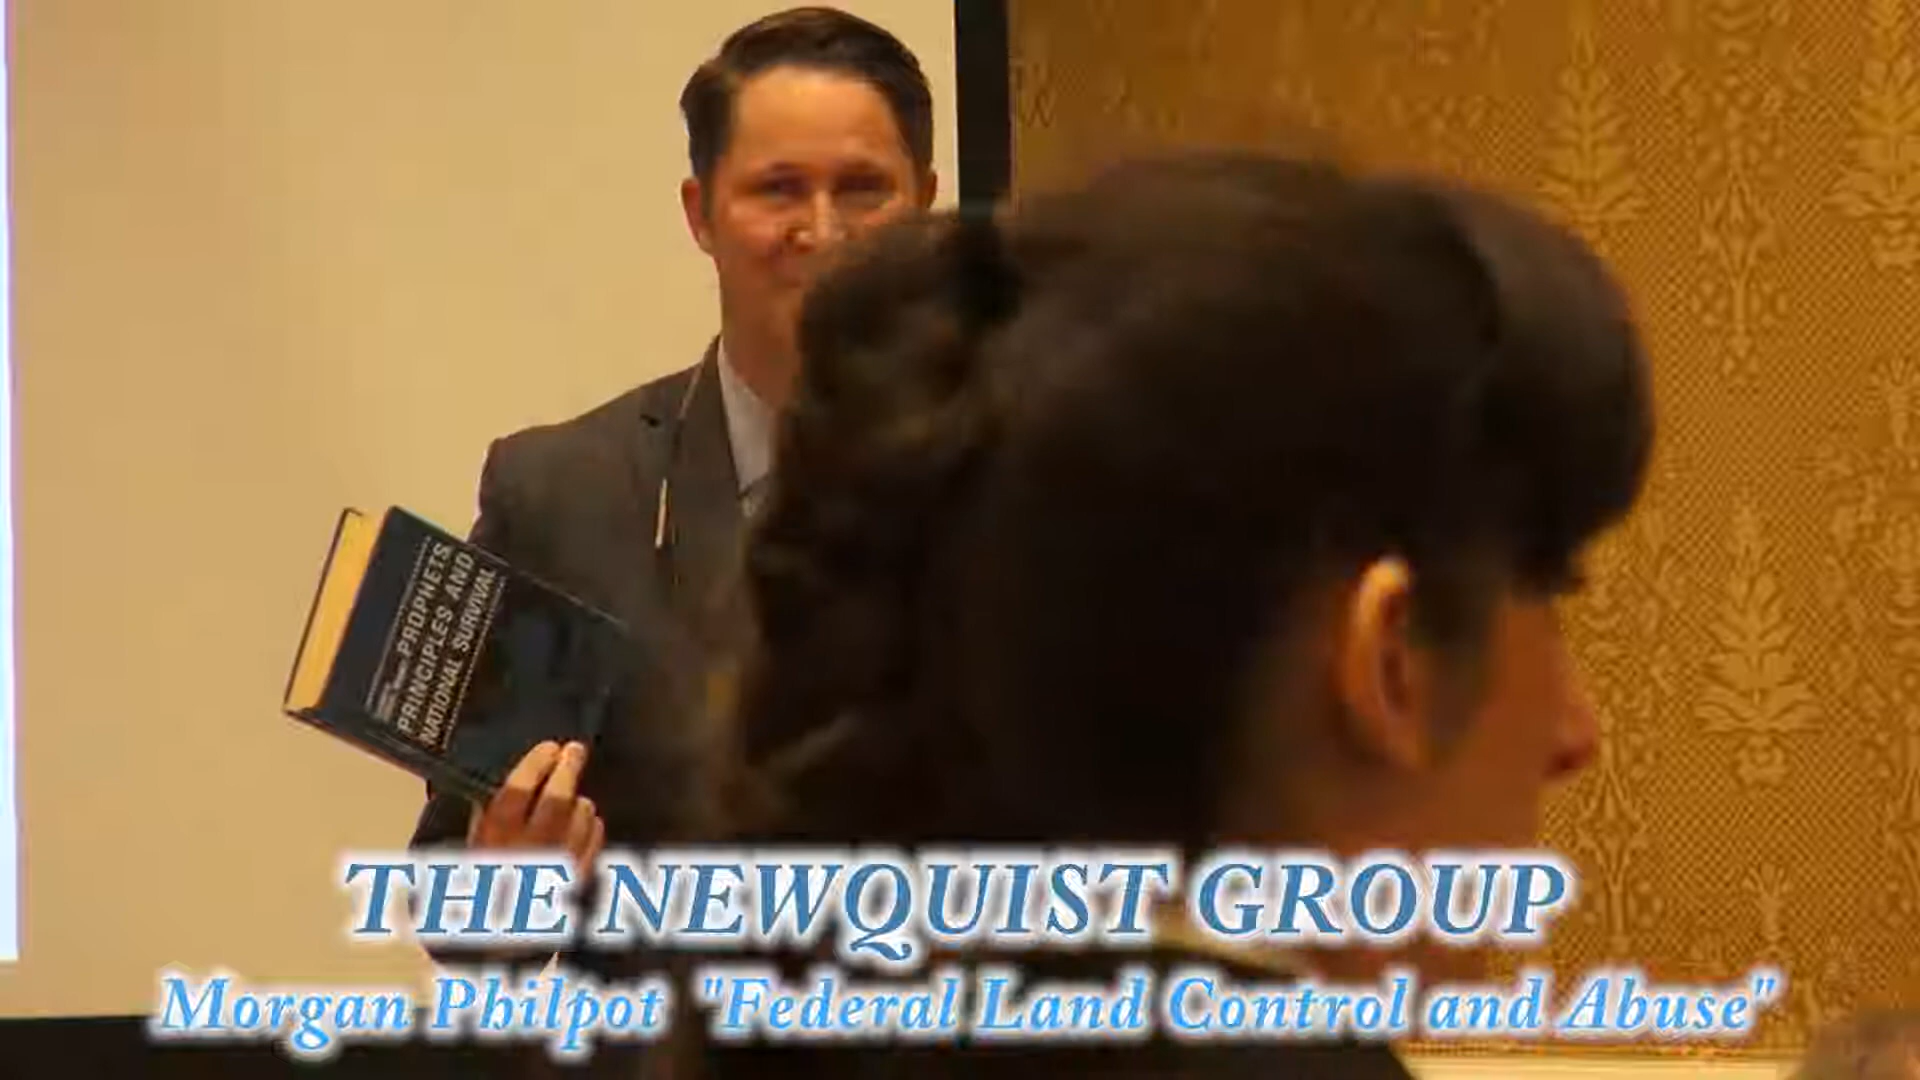 PROPHETS
PRINCIPLES AND
NATIONAL SURVIVAL
THE NEWQUIST GROUP
Morgan Philpot "Federal Land Control and Abuse"